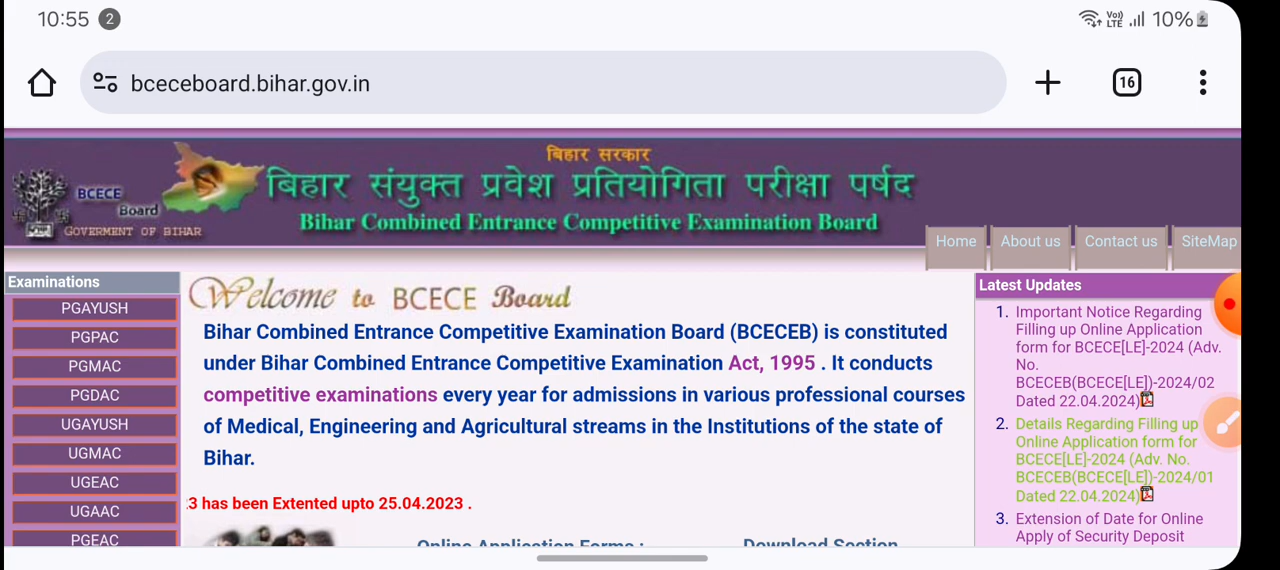 10:55 2
Vo)) LTE 10%
bceceboard.bihar.gov.in
16
बिहार सरकार
बिहार संयुक्त प्रवेश प्रतियोगिता परीक्षा पर्षद
Bihar Combined Entrance Competitive Examination Board
BCECE
Board
GOVERMENT OF BIHAR
Home About us Contact us SiteMap
Examinations
PGAYUSH
PGPAC
PGMAC
PGDAC
UGAYUSH
UGMAC
UGEAC
UGAAC
PGEAC
Welcome to BCECE Board
Bihar Combined Entrance Competitive Examination Board (BCECEB) is constituted
under Bihar Combined Entrance Competitive Examination Act, 1995 . It conducts
competitive examinations every year for admissions in various professional courses
of Medical, Engineering and Agricultural streams in the Institutions of the state of
Bihar.
3 has been Extented upto 25.04.2023 .
Online Application Forms : Download Section
Latest Updates
1. Important Notice Regarding
Filling up Online Application
form for BCECE[LE]-2024 (Adv.
No.
BCECEB(BCECE[LE])-2024/02
Dated 22.04.2024)
2. Details Regarding Filling up
Online Application form for
BCECE[LE]-2024 (Adv. No.
BCECEB(BCECE[LE])-2024/01
Dated 22.04.2024)
3. Extension of Date for Online
Apply of Security Deposit